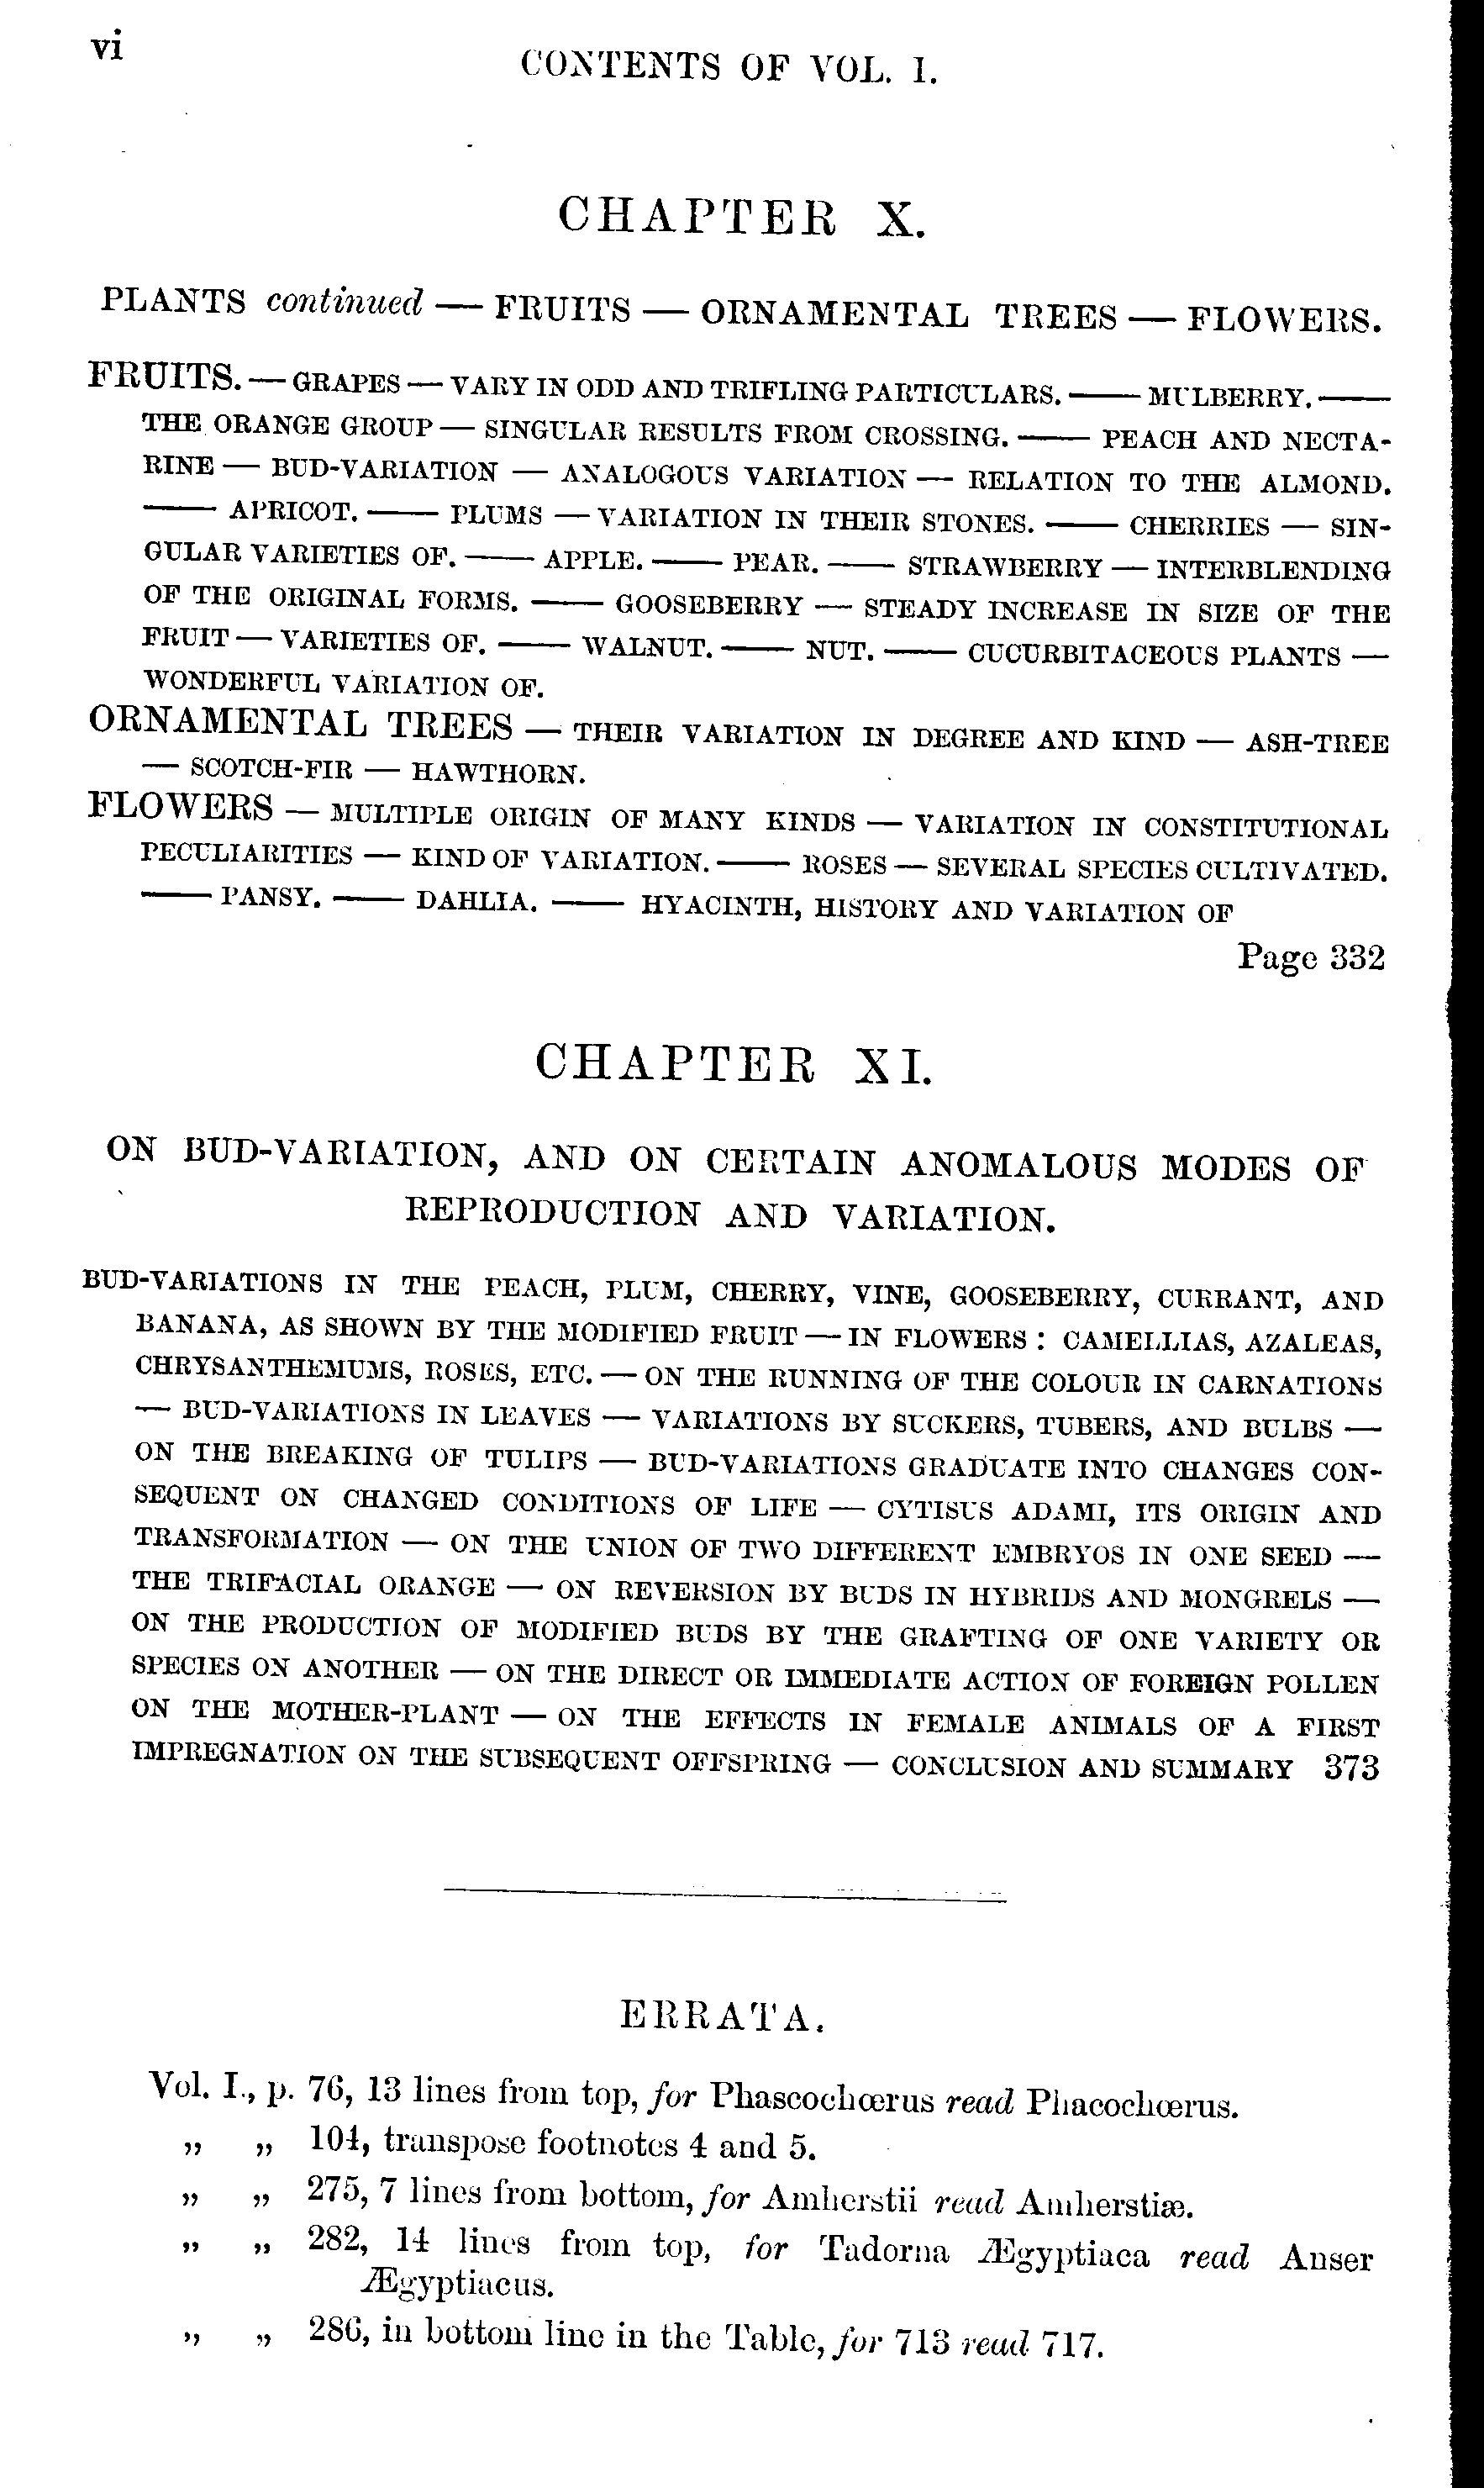 vi
CONTENTS OF VOL. I.
CHAPTER X.
PLANTS continued — FRUITS — ORNAMENTAL TREES — FLOWERS.
FRUITS. — GRAPES — VARY IN ODD AND TRIFLING PARTICULARS. —— MULBERRY. ——
THE ORANGE GROUP — SINGULAR RESULTS FROM CROSSING. —— PEACH AND NECTA-
RINE — BUD-VARIATION — ANALOGOUS VARIATION — RELATION TO THE ALMOND.
—— APRICOT. —— PLUMS — VARIATION IN THEIR STONES. —— CHERRIES — SIN-
GULAR VARIETIES OF. —— APPLE. —— PEAR. —— STRAWBERRY — INTERBLENDING
OF THE ORIGINAL FORMS. —— GOOSEBERRY — STEADY INCREASE IN SIZE OF THE
FRUIT — VARIETIES OF. —— WALNUT. —— NUT. —— CUCURBITACEOUS PLANTS —
WONDERFUL VARIATION OF.
ORNAMENTAL TREES — THEIR VARIATION IN DEGREE AND KIND — ASH-TREE
— SCOTCH-FIR — HAWTHORN.
FLOWERS — MULTIPLE ORIGIN OF MANY KINDS — VARIATION IN CONSTITUTIONAL
PECULIARITIES — KIND OF VARIATION. —— ROSES — SEVERAL SPECIES CULTIVATED.
—— PANSY. —— DAHLIA. —— HYACINTH, HISTORY AND VARIATION OF
Page 332
CHAPTER XI.
ON BUD-VARIATION, AND ON CERTAIN ANOMALOUS MODES OF
REPRODUCTION AND VARIATION.
BUD-VARIATIONS IN THE PEACH, PLUM, CHERRY, VINE, GOOSEBERRY, CURRANT, AND
BANANA, AS SHOWN BY THE MODIFIED FRUIT — IN FLOWERS : CAMELLIAS, AZALEAS,
CHRYSANTHEMUMS, ROSES, ETC. — ON THE RUNNING OF THE COLOUR IN CARNATIONS
— BUD-VARIATIONS IN LEAVES — VARIATIONS BY SUCKERS, TUBERS, AND BULBS —
ON THE BREAKING OF TULIPS — BUD-VARIATIONS GRADUATE INTO CHANGES CON-
SEQUENT ON CHANGED CONDITIONS OF LIFE — CYTISUS ADAMI, ITS ORIGIN AND
TRANSFORMATION — ON THE UNION OF TWO DIFFERENT EMBRYOS IN ONE SEED —
THE TRIFACIAL ORANGE — ON REVERSION BY BUDS IN HYBRIDS AND MONGRELS —
ON THE PRODUCTION OF MODIFIED BUDS BY THE GRAFTING OF ONE VARIETY OR
SPECIES ON ANOTHER — ON THE DIRECT OR IMMEDIATE ACTION OF FOREIGN POLLEN
ON THE MOTHER-PLANT — ON THE EFFECTS IN FEMALE ANIMALS OF A FIRST
IMPREGNATION ON THE SUBSEQUENT OFFSPRING — CONCLUSION AND SUMMARY 373
ERRATA.
Vol. I., p. 76, 13 lines from top, for Phascochœrus read Phacochœrus.
„ „ 104, transpose footnotes 4 and 5.
„ „ 275, 7 lines from bottom, for Amherstii read Amherstiæ.
„ „ 282, 14 lines from top, for Tadorna Ægyptiaca read Anser
Ægyptiacus.
„ „ 286, in bottom line in the Table, for 713 read 717.